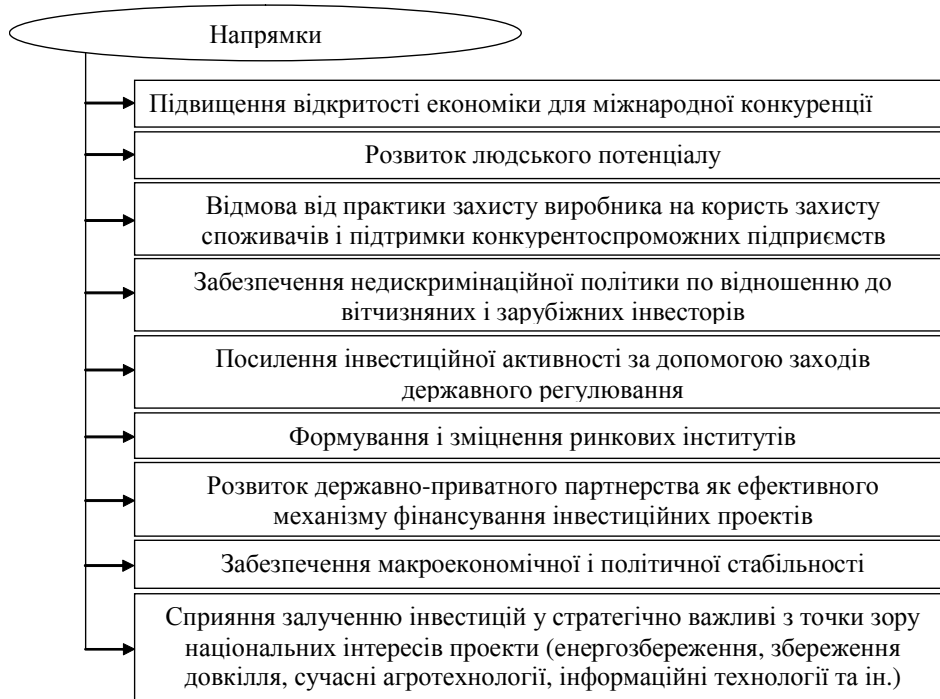 Напрямки
Підвищення відкритості економіки для міжнародної конкуренції
Розвиток людського потенціалу
Відмова від практики захисту виробника на користь захисту
споживачів і підтримки конкурентоспроможних підприємств
Забезпечення недискримінаційної політики по відношенню до
вітчизняних і зарубіжних інвесторів
Посилення інвестиційної активності за допомогою заходів
державного регулювання
Формування і зміцнення ринкових інститутів
Розвиток державно-приватного партнерства як ефективного
механізму фінансування інвестиційних проектів
Забезпечення макроекономічної і політичної стабільності
Сприяння залученню інвестицій у стратегічно важливі з точки зору
національних інтересів проекти (енергозбереження, збереження
довкілля, сучасні агротехнології, інформаційні технології та ін.)